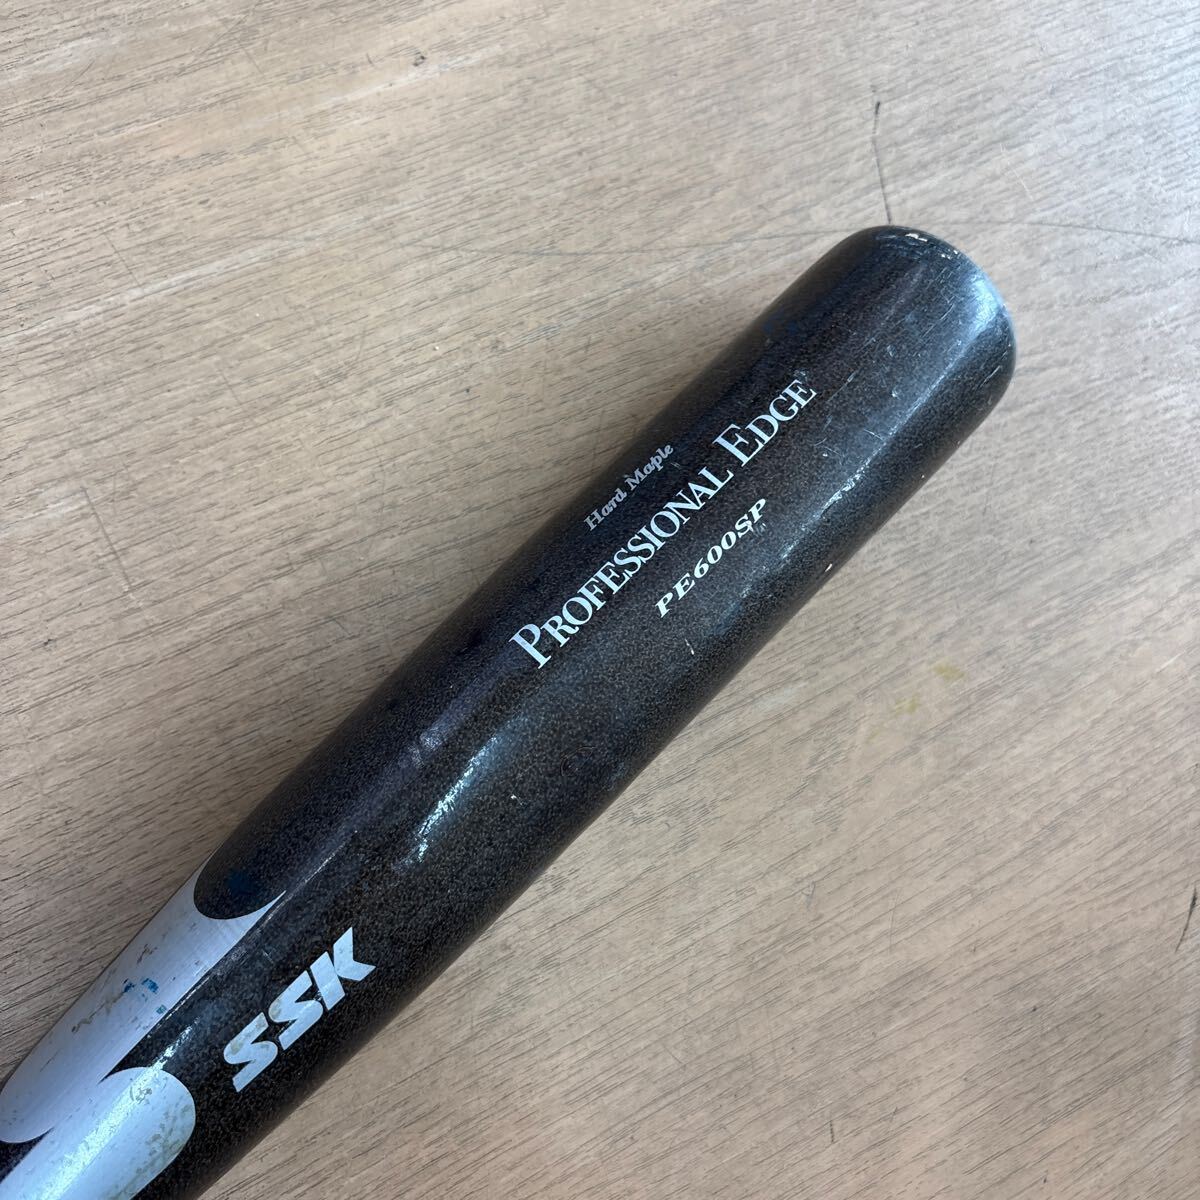 Hard Maple
PROFESSIONAL EDGE
PE600SP
SSK